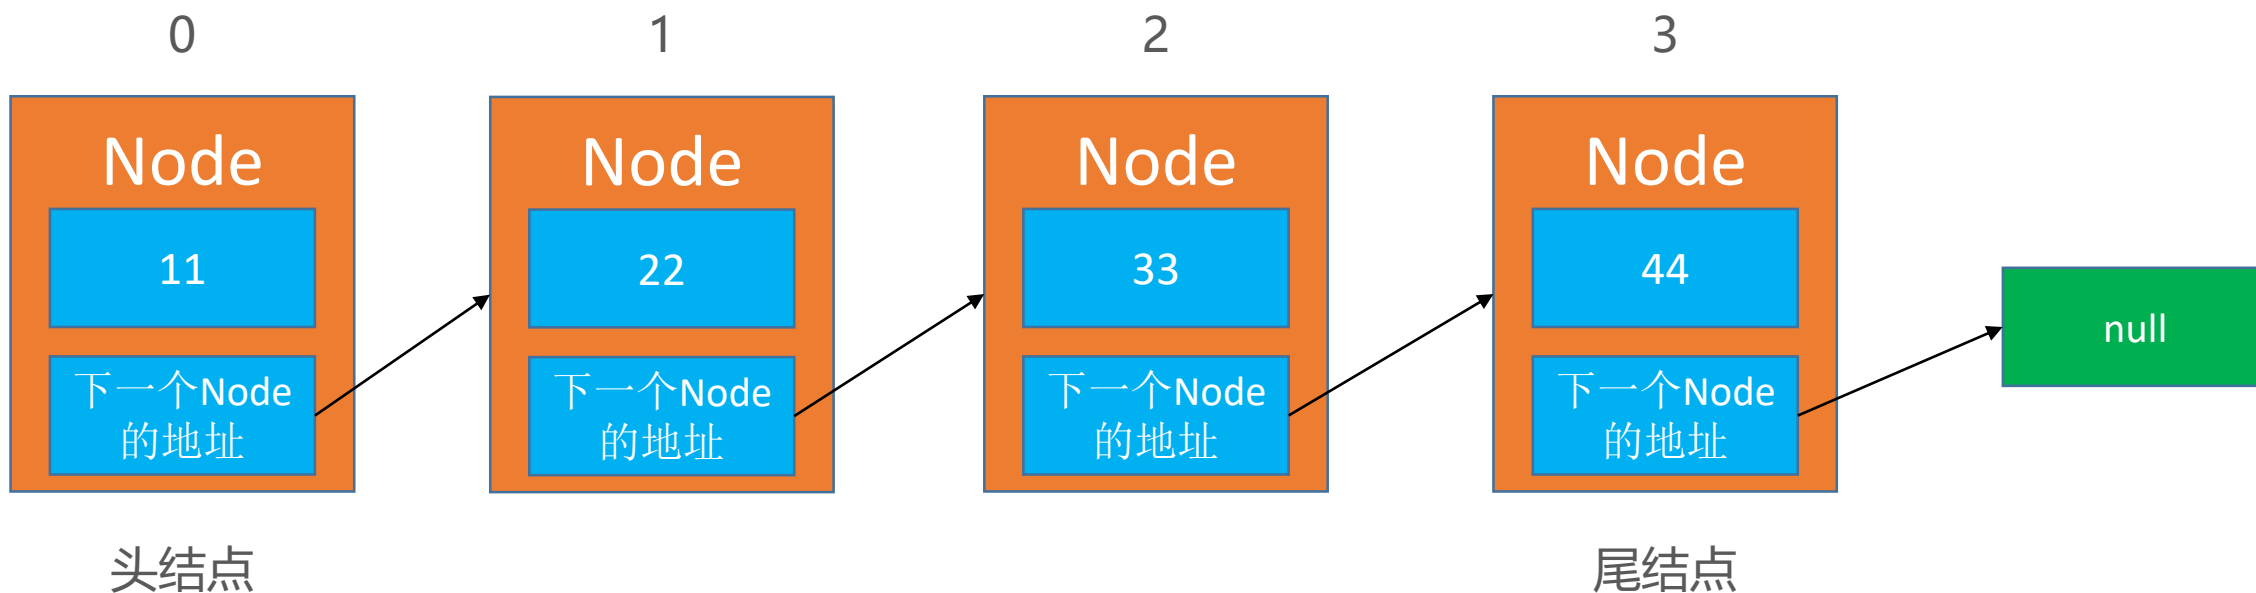 0
1
2
3
Node
11
下一个Node
的地址
Node
22
下一个Node
的地址
Node
33
下一个Node
的地址
Node
44
下一个Node
的地址
null
头结点
尾结点